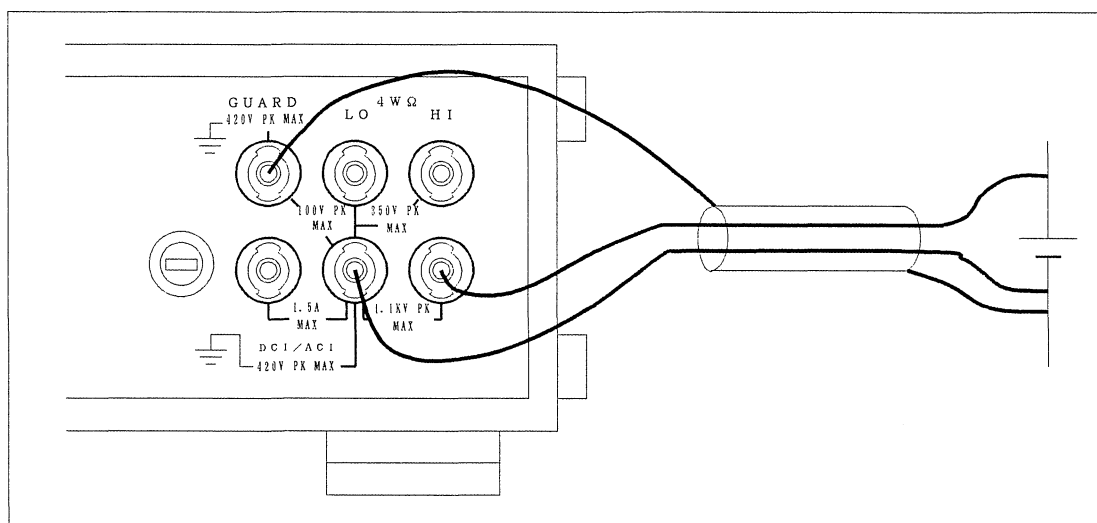 GUARD
4WΩ
420V PK MAX
LO
HI
100V PK
MAX
350V PK
MAX
1.5A
MAX
1.1KV PK
MAX
DCI/ACI
420V PK MAX